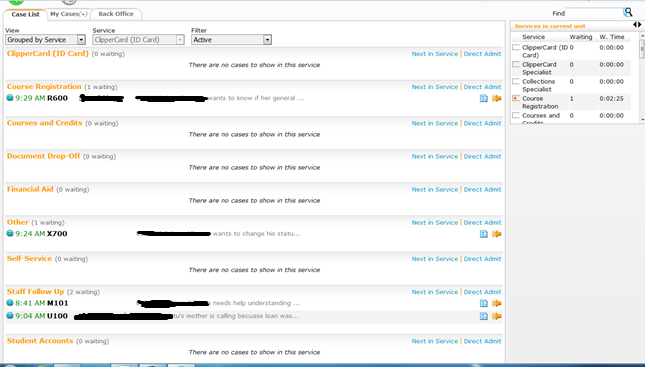 Case List My Cases(+) Back Office
Find
View Service Filter
Grouped by Service ClipperCard (ID Card) Active
ClipperCard (ID Card) (0 waiting) Next in Service | Direct Admit
There are no cases to show in this service
Course Registration (1 waiting) Next in Service | Direct Admit
9:29 AM R600 wants to know if her general ...
Courses and Credits (0 waiting) Next in Service | Direct Admit
There are no cases to show in this service
Document Drop-Off (0 waiting) Next in Service | Direct Admit
There are no cases to show in this service
Financial Aid (0 waiting) Next in Service | Direct Admit
There are no cases to show in this service
Other (1 waiting) Next in Service | Direct Admit
9:24 AM X700 wants to change his statu...
Self-Service (0 waiting) Next in Service | Direct Admit
There are no cases to show in this service
Staff Follow Up (2 waiting) Next in Service | Direct Admit
8:41 AM M101 needs help understanding ...
9:04 AM U100 mother is calling becuase loan was...
Student Accounts (0 waiting) Next in Service | Direct Admit
There are no cases to show in this service
Services in current unit
Service Waiting W. Time
ClipperCard (ID 0 0:00:00
Card)
ClipperCard 0 0:00:00
Specialist
Collections 0 0:00:00
Specialist
Course 1 0:02:25
Registration
Courses and 0 0:00:00
Credits